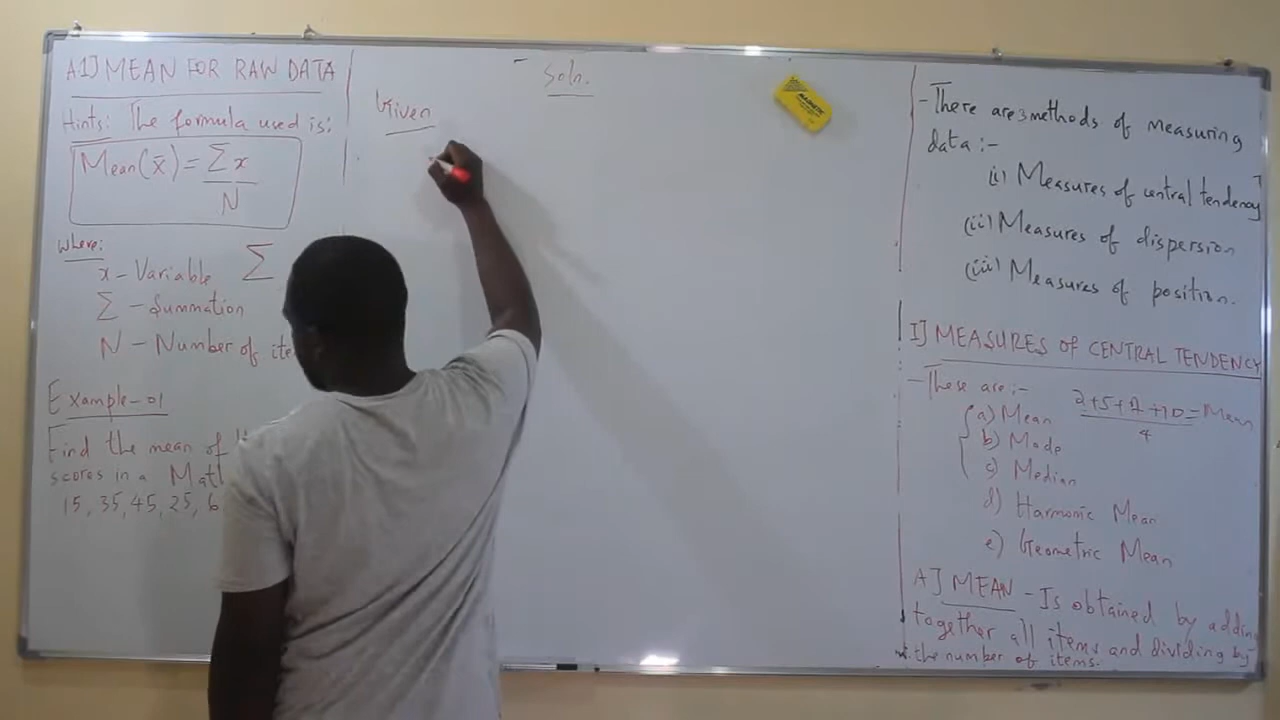 A1] MEAN FOR RAW DATA
Hints: The formula used is:
Mean(x̄) = Σx
N
Where:
x - Variable Σ
Σ - Summation
N - Number of ite
Example-01
Find the mean of
scores in a Mat
15, 35, 45, 25, 6
Soln.
Given
- There are 3 methods of measuring
data :-
(i) Measures of central tendency
(ii) Measures of dispersion
(iii) Measures of position.
I] MEASURES OF CENTRAL TENDENCY
- These are :-
a) Mean
b) Mode
c) Median
d) Harmonic Mean
e) Geometric Mean
2+5+7+10 = Mean
4
A] MEAN - Is obtained by addin
together all items and dividing by
the number of items.